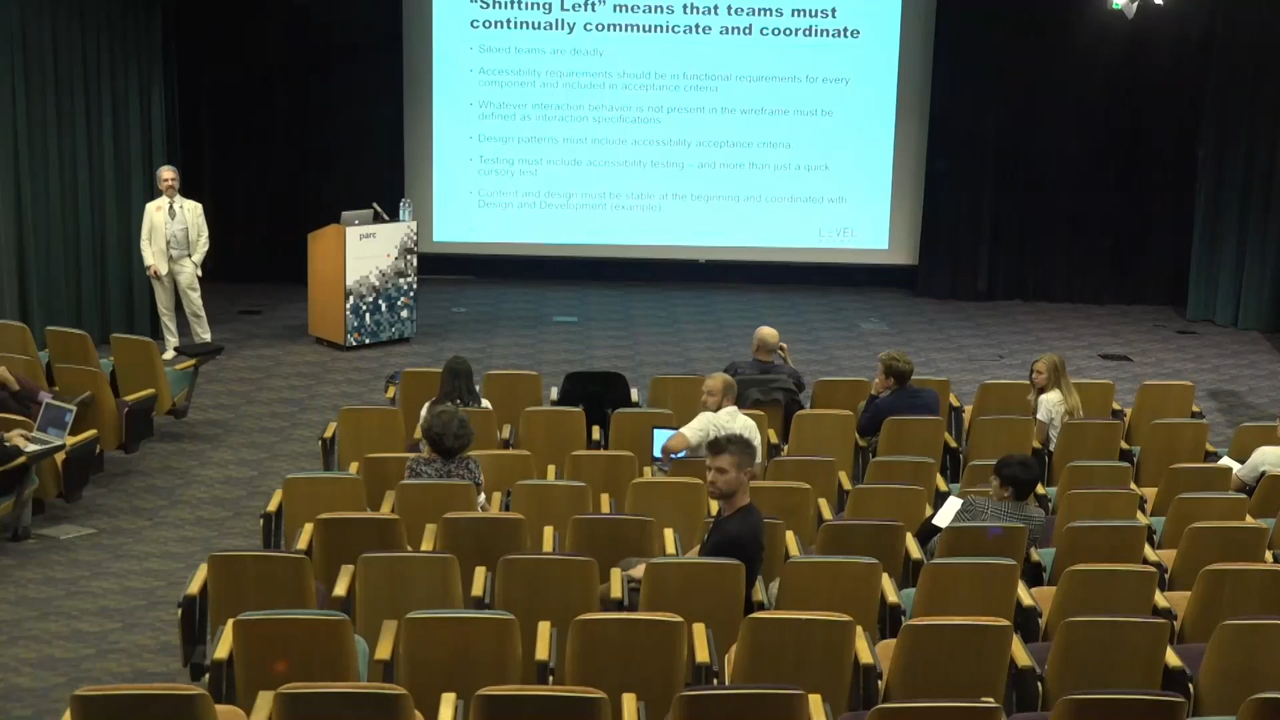 “Shifting Left” means that teams must
continually communicate and coordinate
• Siloed teams are deadly
• Accessibility requirements should be in functional requirements for every
component and included in acceptance criteria
• Whatever interaction behavior is not present in the wireframe must be
defined as interaction specifications
• Design patterns must include accessibility acceptance criteria
• Testing must include accessibility testing – and more than just a quick
cursory test
• Content and design must be stable at the beginning and coordinated with
Design and Development (example)
LEVEL
parc